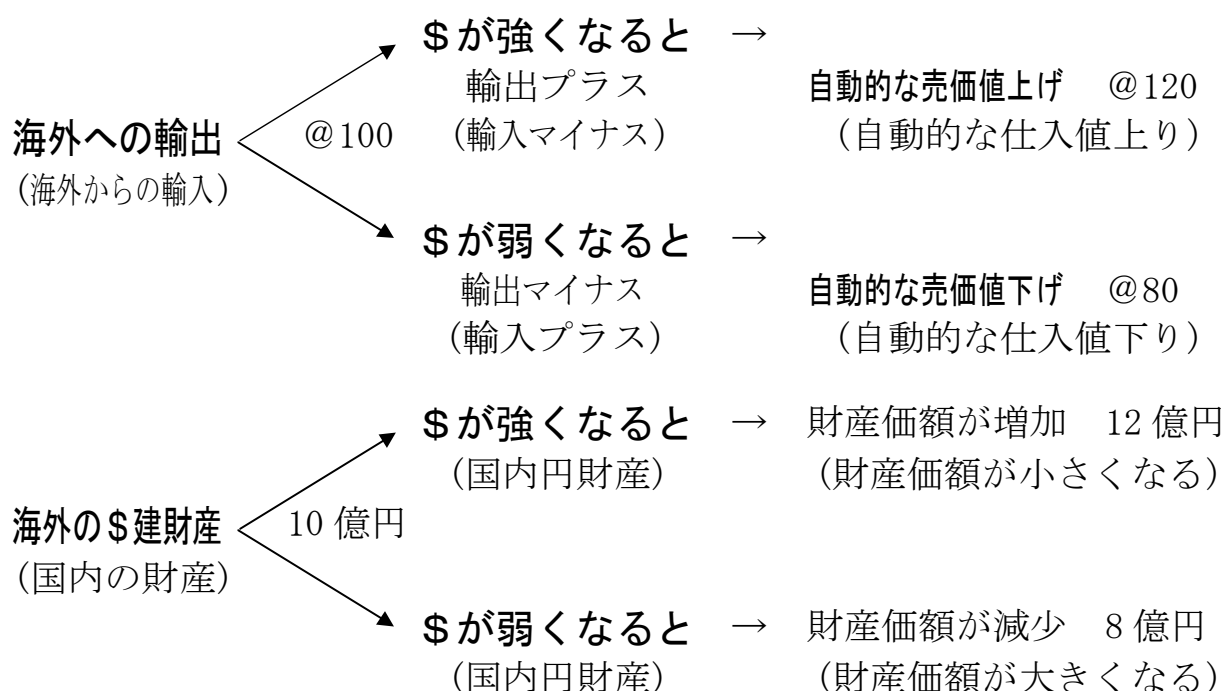 ＄が強くなると → 
輸出プラス 自動的な売価値上げ ＠120
海外への輸出 ＠100 （輸入マイナス） （自動的な仕入値上り）
（海外からの輸入）
＄が弱くなると →
輸出マイナス 自動的な売価値下げ ＠80
（輸入プラス） （自動的な仕入値下り）
＄が強くなると → 財産価額が増加 12億円
（国内円財産） （財産価額が小さくなる）
海外の＄建財産 10億円
（国内の財産）
＄が弱くなると → 財産価額が減少 8億円
（国内円財産） （財産価額が大きくなる）